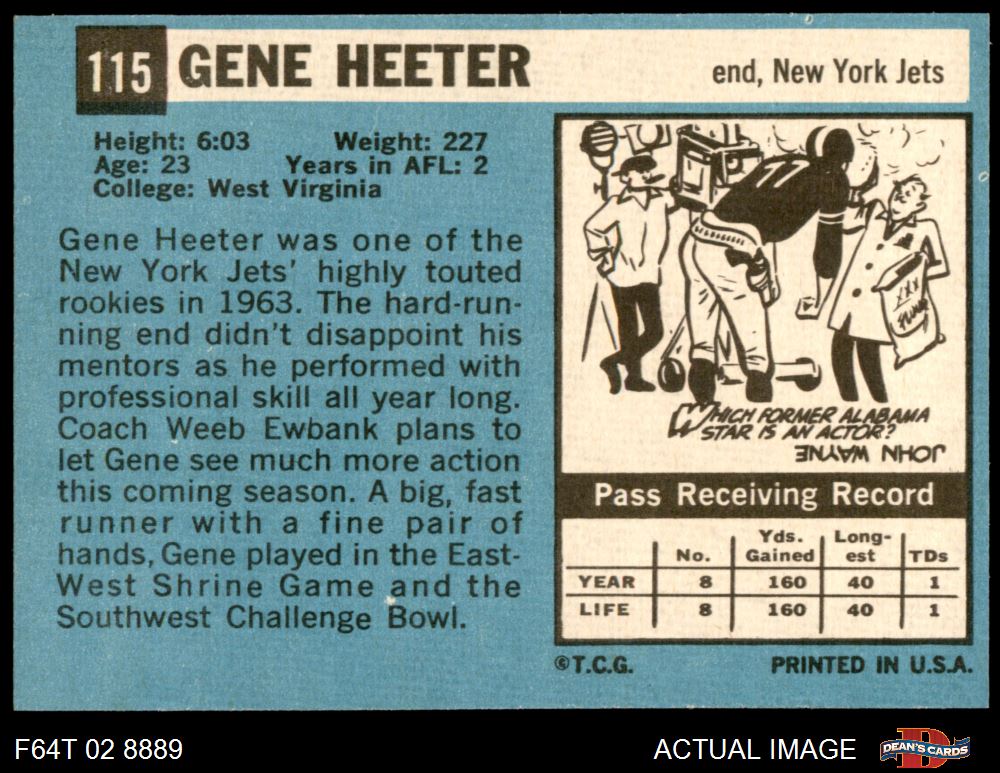 115 GENE HEETER end, New York Jets
Height: 6:03 Weight: 227
Age: 23 Years in AFL: 2
College: West Virginia
Gene Heeter was one of the
New York Jets' highly touted
rookies in 1963. The hard-run-
ning end didn't disappoint his
mentors as he performed with
professional skill all year long.
Coach Weeb Ewbank plans to
let Gene see much more action
this coming season. A big, fast
runner with a fine pair of
hands, Gene played in the East-
West Shrine Game and the
Southwest Challenge Bowl.
77
XXX
WHICH FORMER ALABAMA
STAR IS AN ACTOR?
JOHN WAYNE
Pass Receiving Record
No. Yds. Gained Long-est TDs
YEAR 8 160 40 1
LIFE 8 160 40 1
©T.C.G. PRINTED IN U.S.A.
F64T 02 8889 ACTUAL IMAGE DEAN'S CARDS